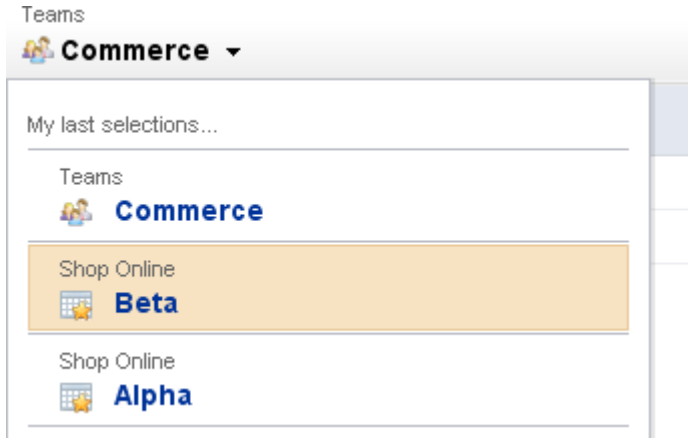 Teams
Commerce
My last selections...
Teams
Commerce
Shop Online
Beta
Shop Online
Alpha